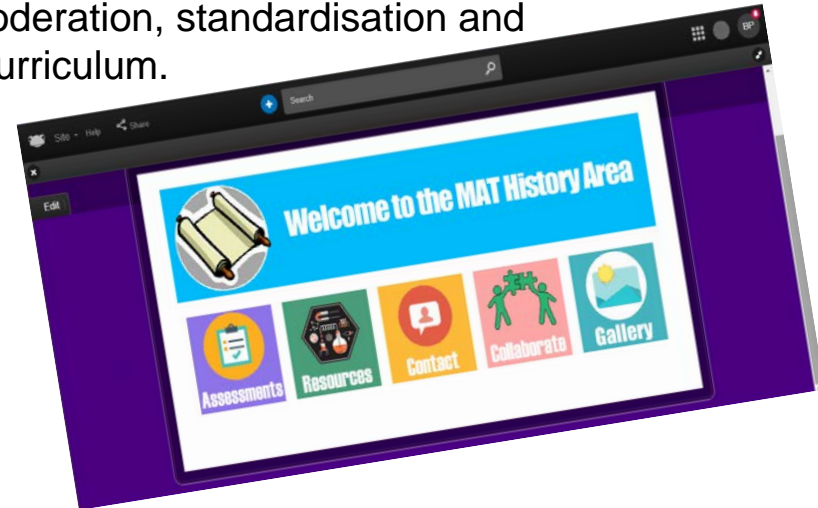 oderation, standardisation and
urriculum.
Search
BP
Site Help Share
Edit
Welcome to the MAT History Area
Assessments Resources Contact Collaborate Gallery